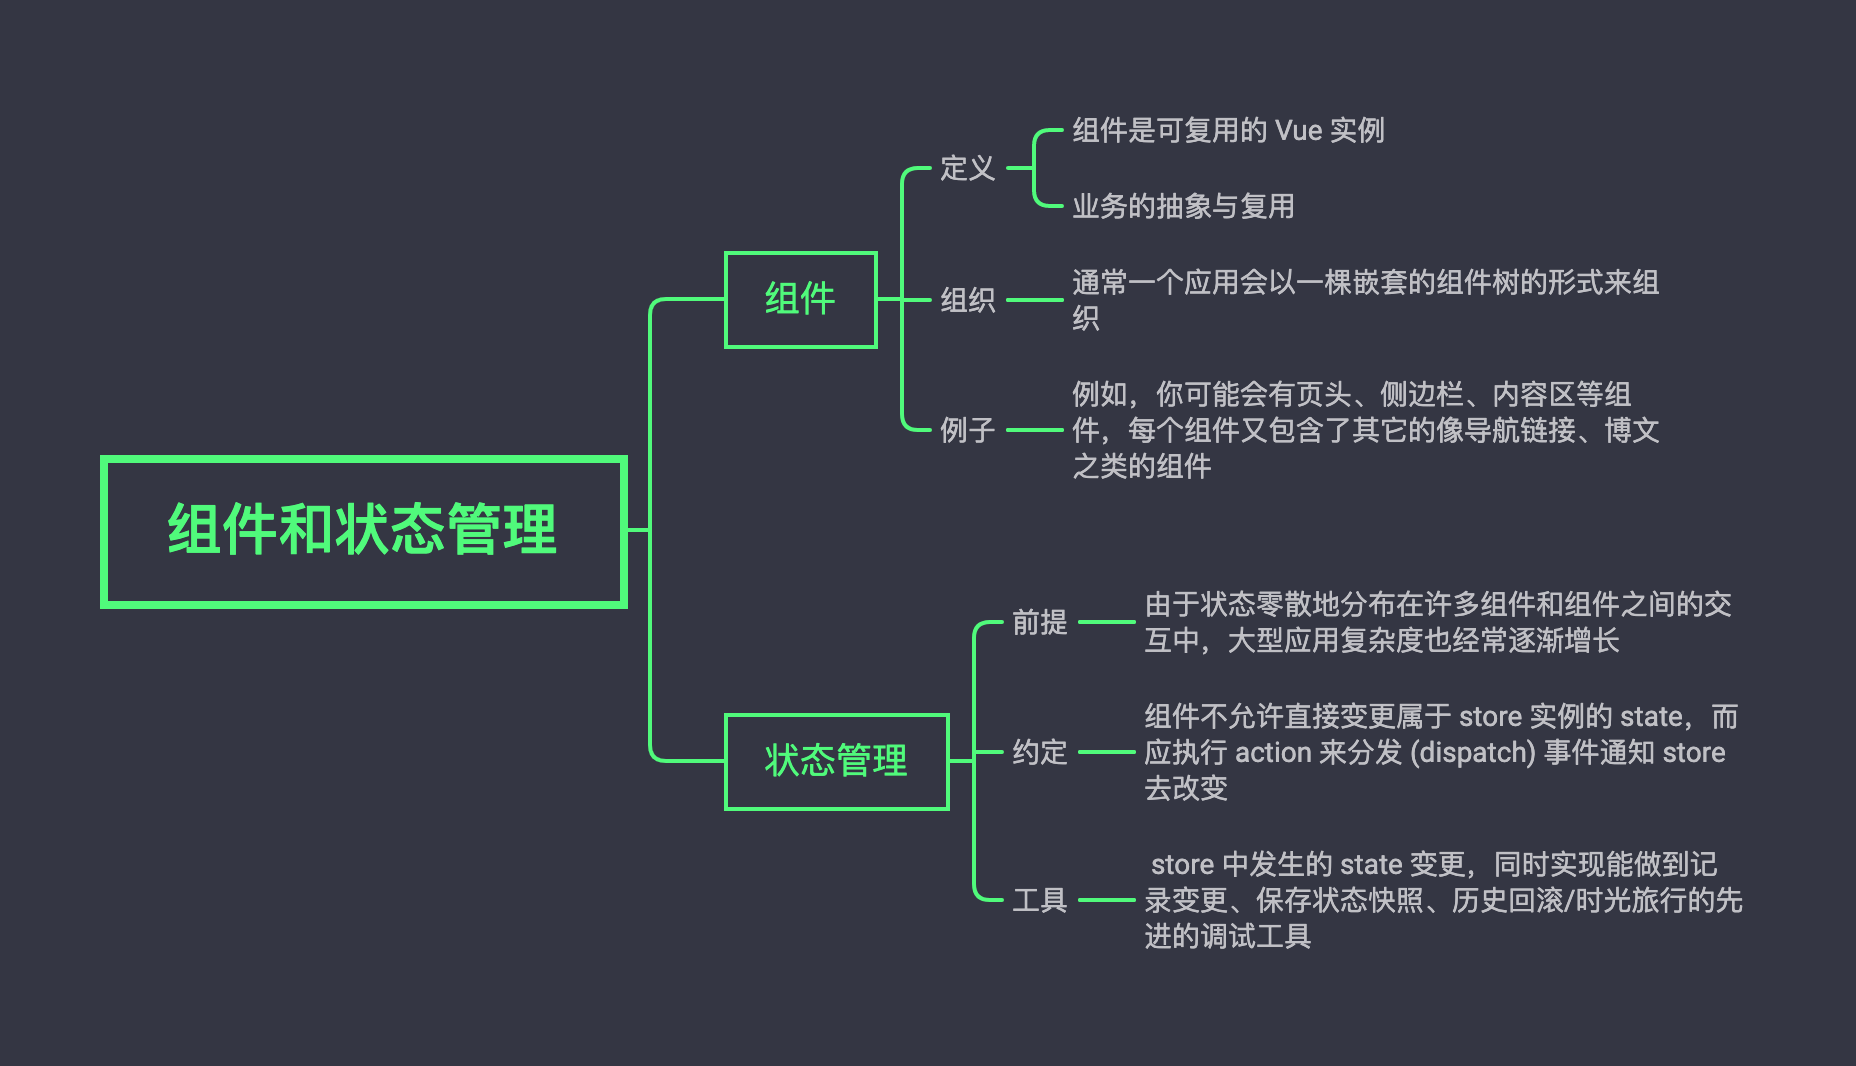 组件和状态管理
组件
定义
组件是可复用的 Vue 实例
业务的抽象与复用
组织
通常一个应用会以一棵嵌套的组件树的形式来组
织
例子
例如，你可能会有页头、侧边栏、内容区等组
件，每个组件又包含了其它的像导航链接、博文
之类的组件
状态管理
前提
由于状态零散地分布在许多组件和组件之间的交
互中，大型应用复杂度也经常逐渐增长
约定
组件不允许直接变更属于 store 实例的 state，而
应执行 action 来分发 (dispatch) 事件通知 store
去改变
工具
store 中发生的 state 变更，同时实现能做到记
录变更、保存状态快照、历史回滚/时光旅行的先
进的调试工具